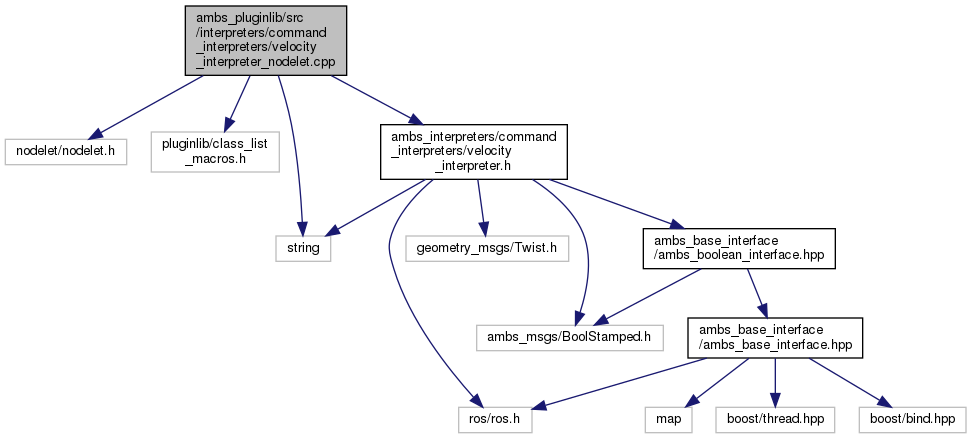 ambs_pluginlib/src
/interpreters/command
_interpreters/velocity
_interpreter_nodelet.cpp
nodelet/nodelet.h
pluginlib/class_list
_macros.h
ambs_interpreters/command
_interpreters/velocity
_interpreter.h
string
geometry_msgs/Twist.h
ambs_base_interface
/ambs_boolean_interface.hpp
ambs_msgs/BoolStamped.h
ambs_base_interface
/ambs_base_interface.hpp
ros/ros.h
map
boost/thread.hpp
boost/bind.hpp